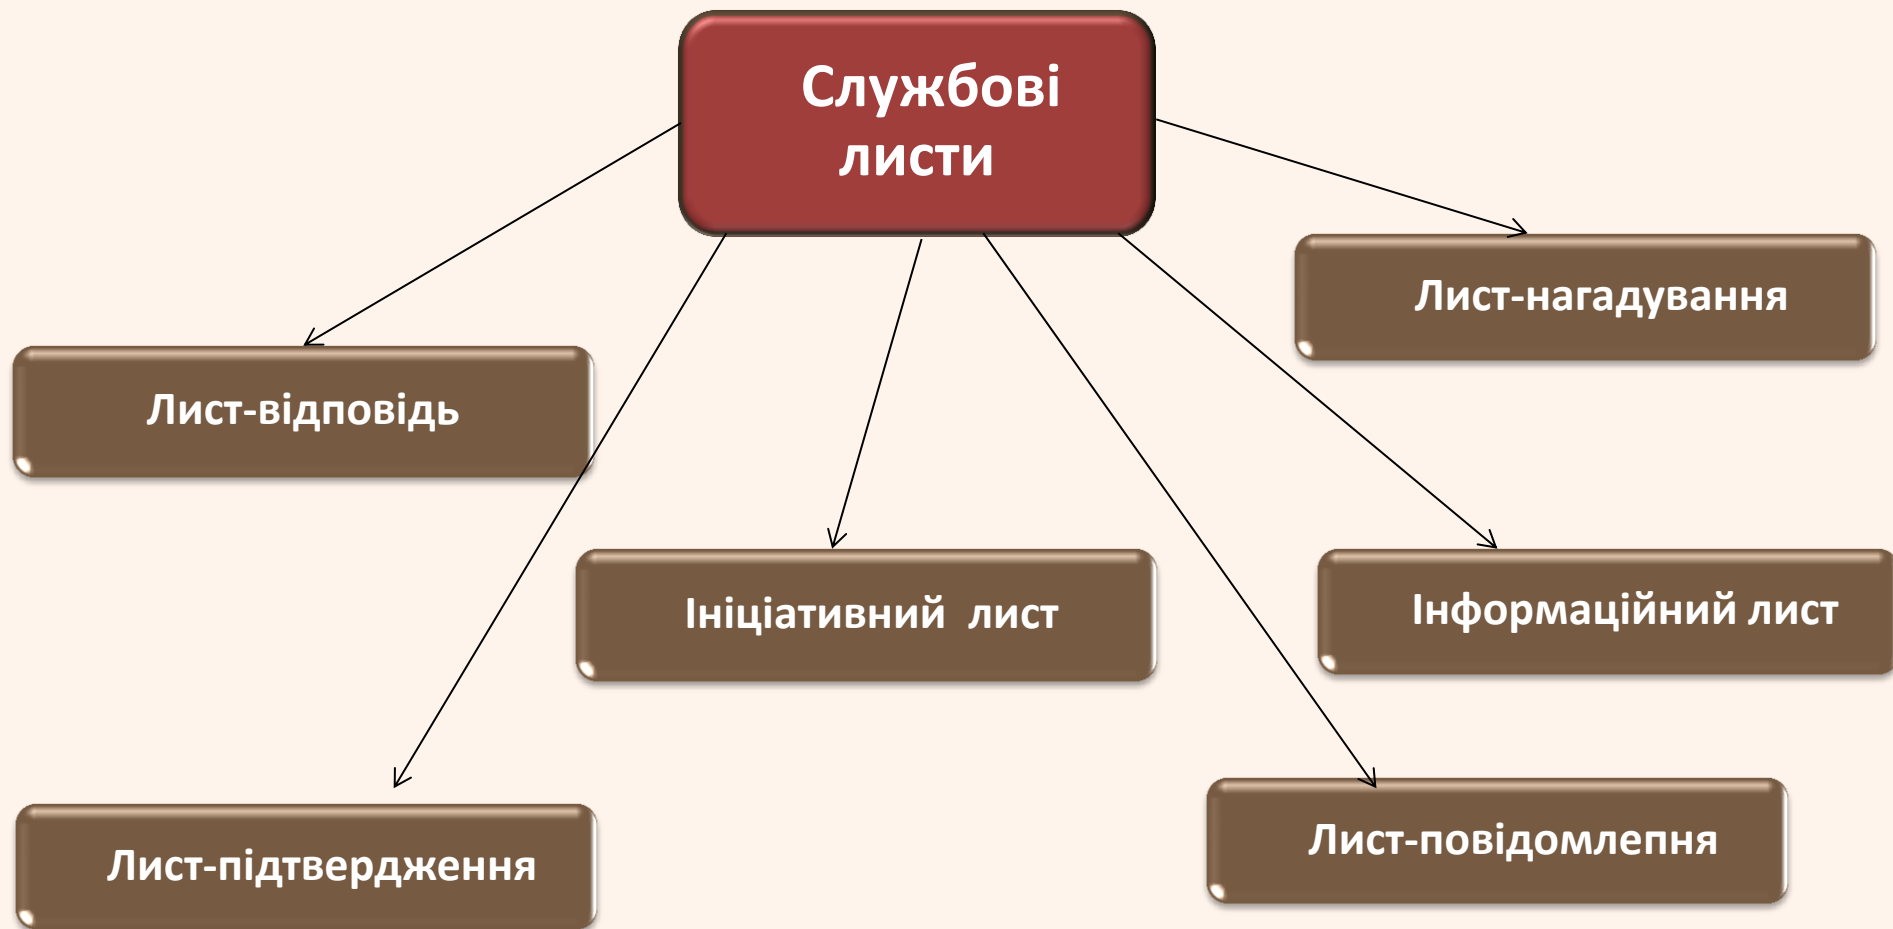 Службові
листи
Лист-нагадування
Лист-відповідь
Ініціативний лист
Інформаційний лист
Лист-підтвердження
Лист-повідомлепня